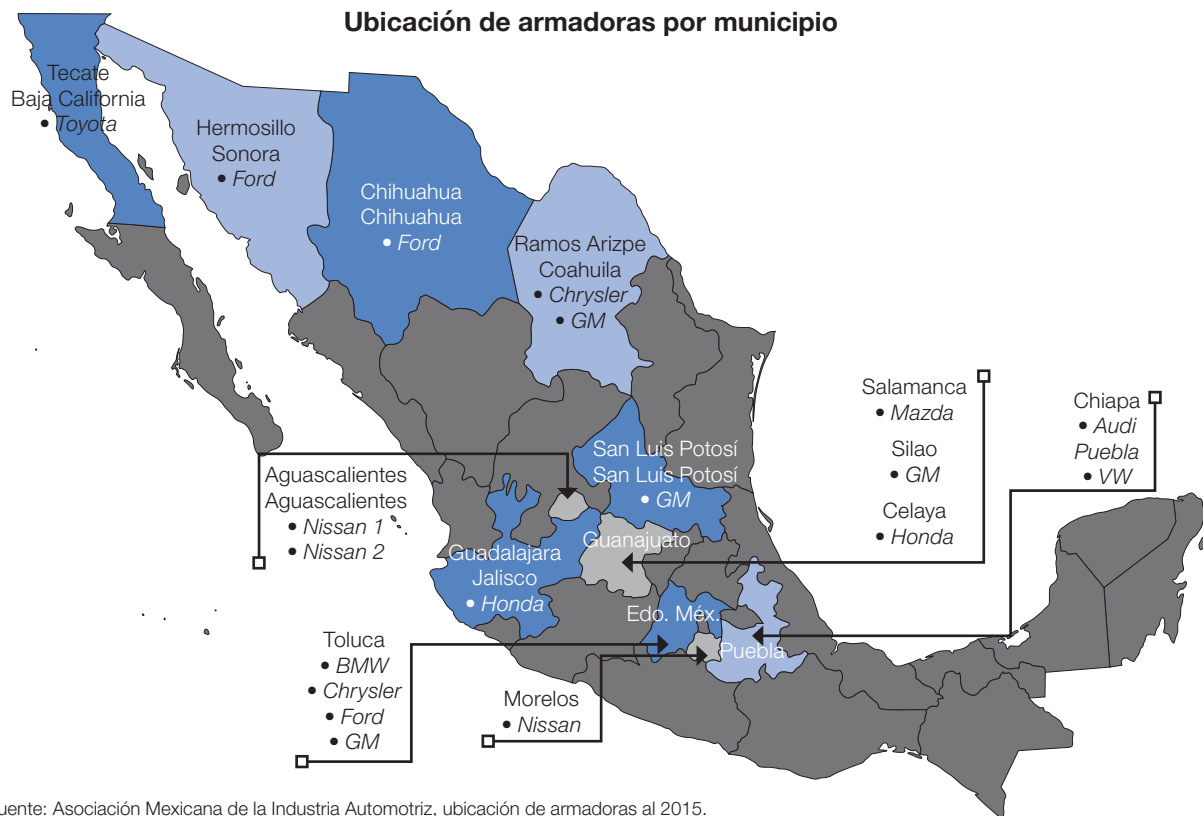 Ubicación de armadoras por municipio
Tecate
Baja California
• Toyota
Hermosillo
Sonora
• Ford
Chihuahua
Chihuahua
• Ford
Ramos Arizpe
Coahuila
• Chrysler
• GM
Salamanca
• Mazda
Silao
• GM
Celaya
• Honda
Chiapa
• Audi
Puebla
• VW
San Luis Potosí
San Luis Potosí
• GM
Aguascalientes
Aguascalientes
• Nissan 1
• Nissan 2
Guanajuato
Guadalajara
Jalisco
• Honda
Edo. Méx.
Puebla
Toluca
• BMW
• Chrysler
• Ford
• GM
Morelos
• Nissan
uente: Asociación Mexicana de la Industria Automotriz, ubicación de armadoras al 2015.